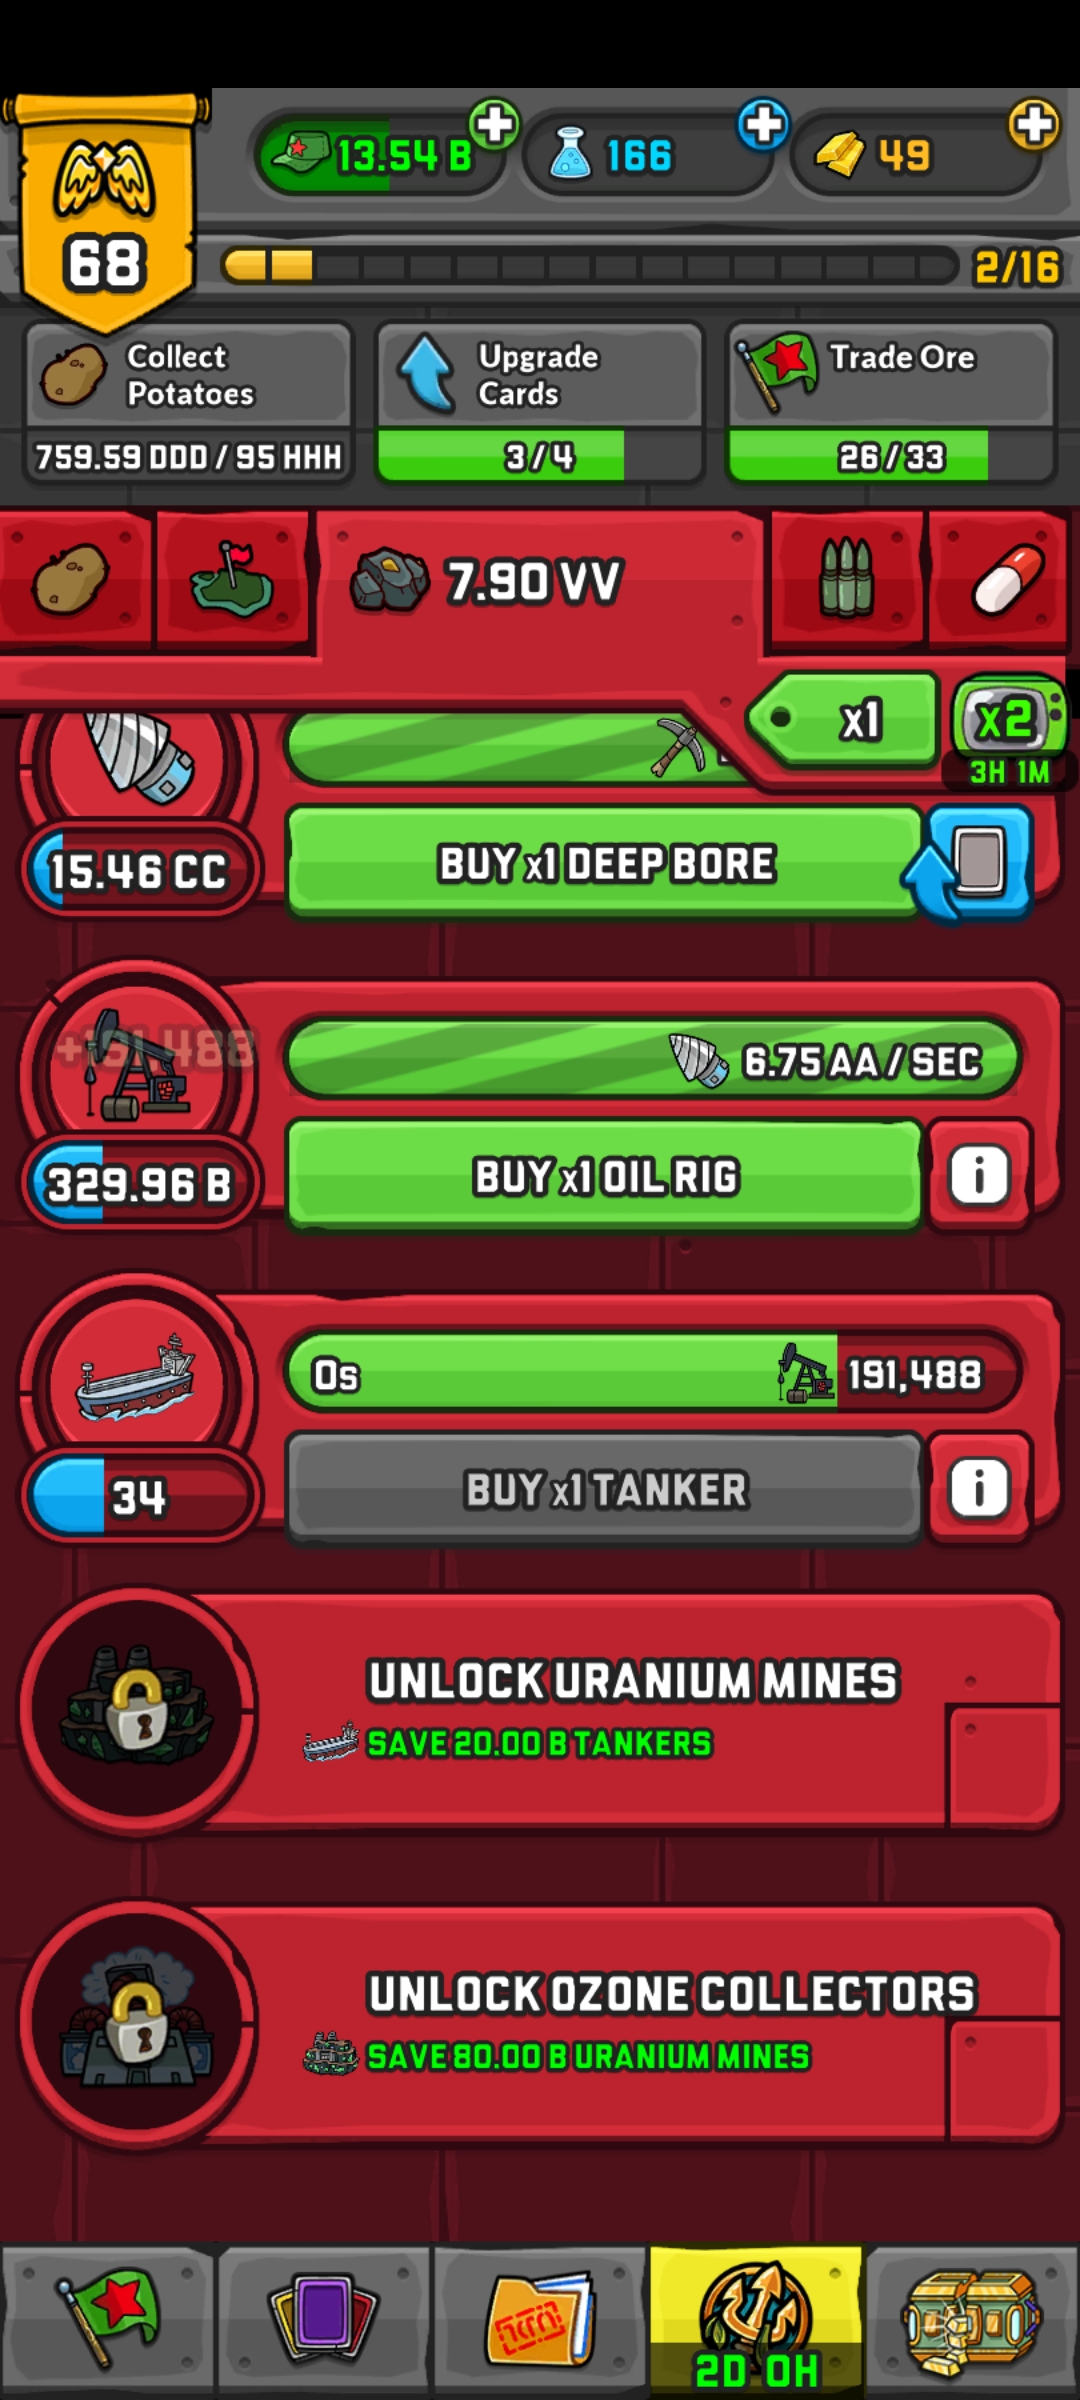 13.54 B
166
49
68
2/16
Collect
Potatoes
759.59 DDD / 95 HHH
Upgrade
Cards
3/4
Trade Ore
26/33
7.90 VV
x1
x2
3H 1M
15.46 CC
BUY x1 DEEP BORE
+191,488
6.75 AA / SEC
329.96 B
BUY x1 OIL RIG
i
0s
191,488
34
BUY x1 TANKER
i
UNLOCK URANIUM MINES
SAVE 20.00 B TANKERS
UNLOCK OZONE COLLECTORS
SAVE 80.00 B URANIUM MINES
2D 0H